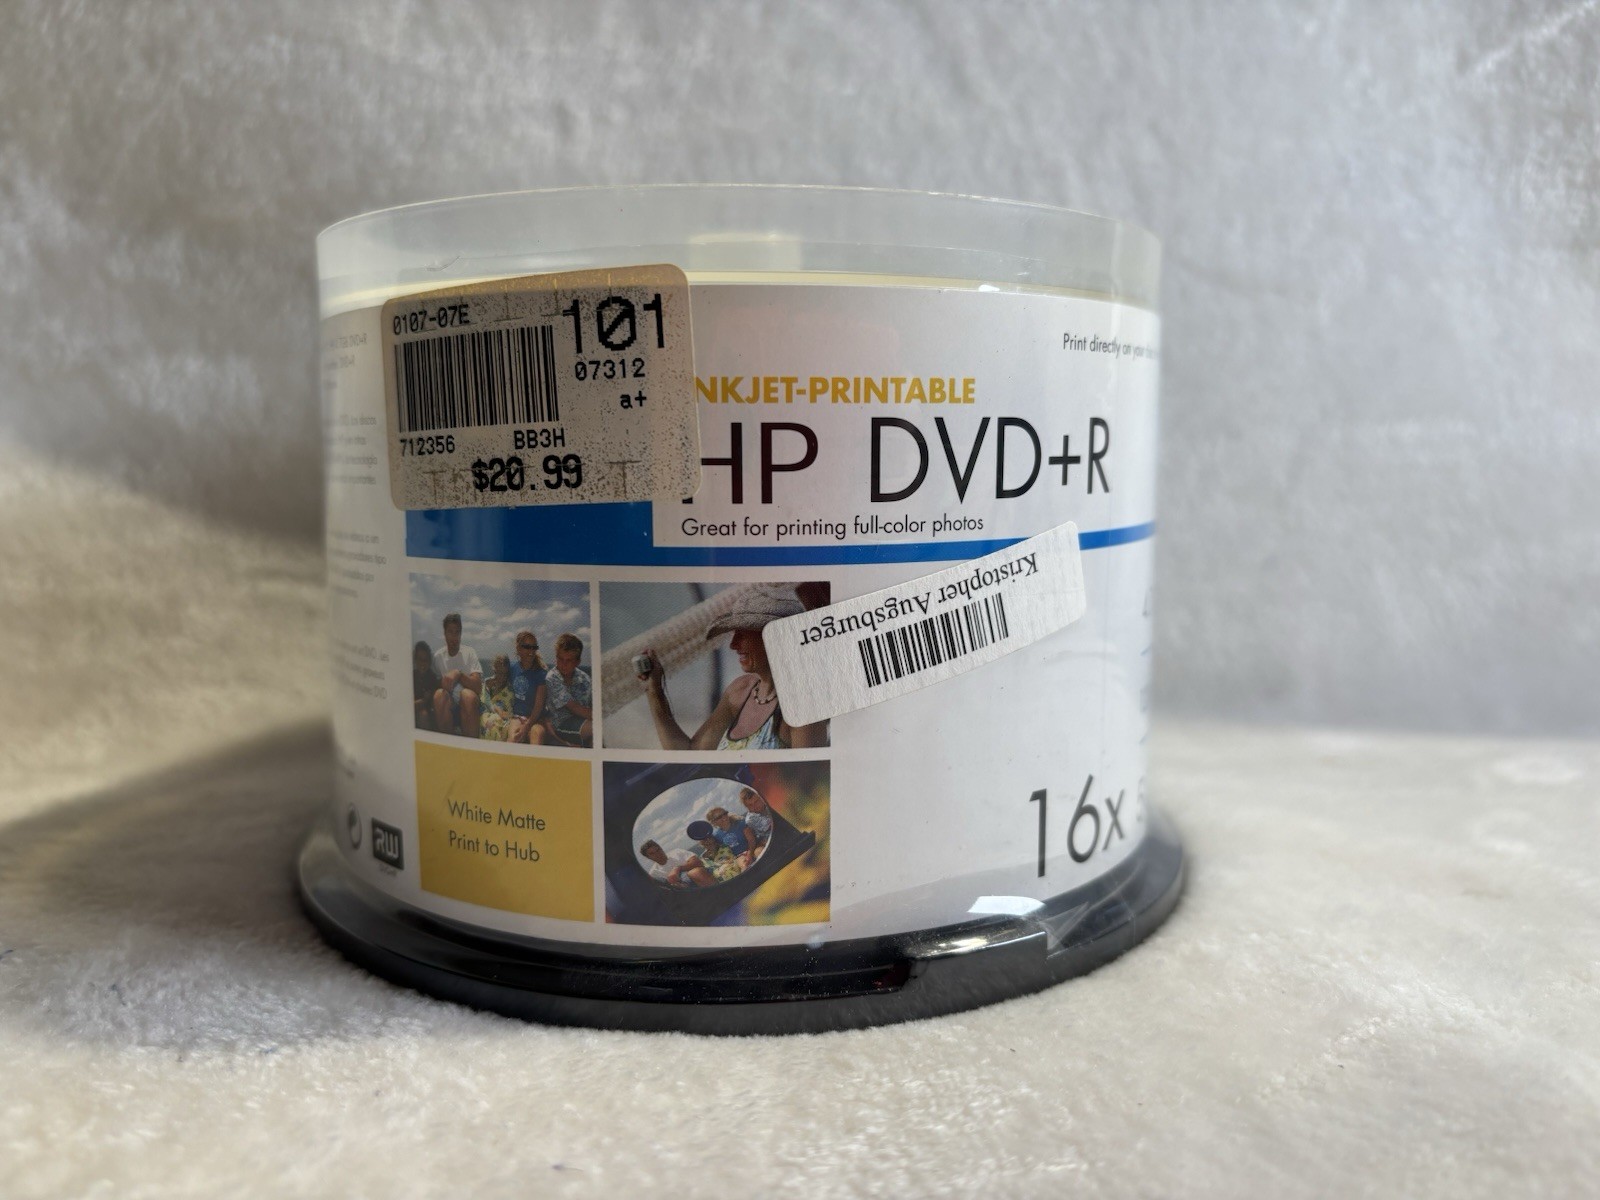 0107-07E
101
07312
a+
712356
BB3H
$20.99
Print directly on your
NKJET-PRINTABLE
HP DVD+R
Great for printing full-color photos
Kristopher Augsburger
White Matte
Print to Hub
16x
RW